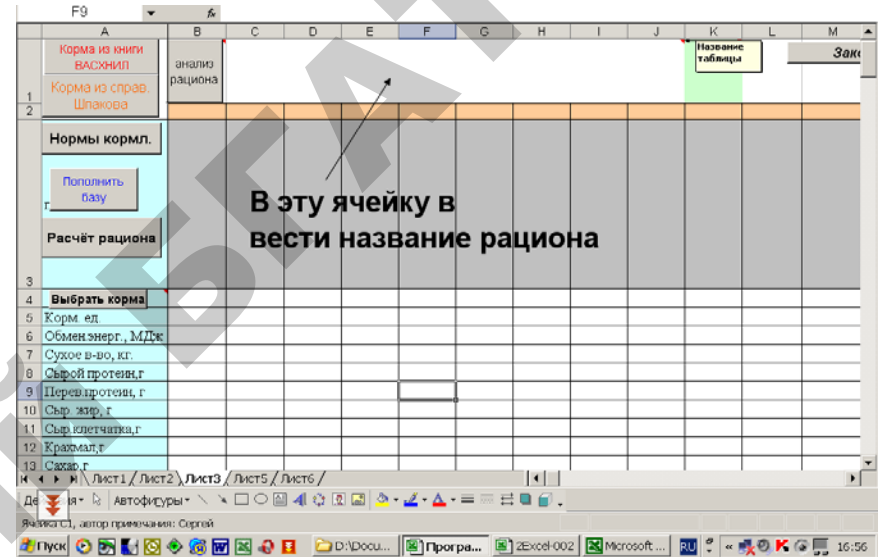 F9 fx
A B C D E F G H I J K L M
Корма из книги
ВАСХНИЛ
Корма из справ.
Шпакова
анализ
рациона
Название
таблицы
1
2
Нормы кормл.
Пополнить
базу
г
Расчёт рациона
В эту ячейку в
вести название рациона
3
4 Выбрать корма
5 Корм. ед.
6 Обмен.энерг., МДж
7 Сухое в-во, кг.
8 Сырой протеин,г
9 Перев.протеин, г
10 Сыр. жир, г
11 Сыр.клетчатка,г
12 Крахмал,г
13 Сахар,г
Лист1 / Лист2 \ Лист3 / Лист5 / Лист6 /
Автофигуры
Ячейка C1, автор примечания: Сергей
Пуск D:\Docu... Програ... 2Excel-002 Microsoft ... RU « 16:56
БГАТ